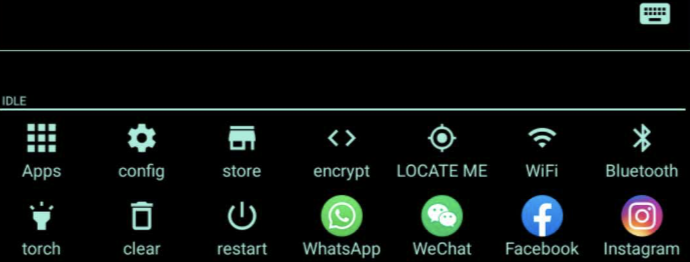 IDLE
Apps config store encrypt LOCATE ME WiFi Bluetooth
torch clear restart WhatsApp WeChat Facebook Instagram